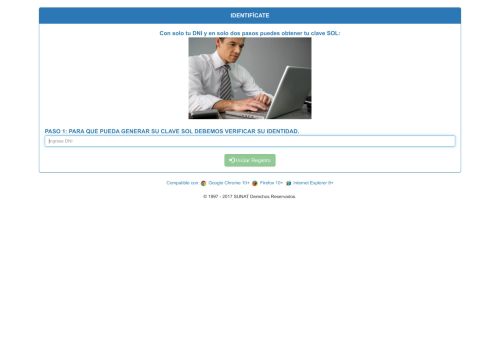 IDENTIFÍCATE
Con solo tu DNI y en solo dos pasos puedes obtener tu clave SOL:
PASO 1: PARA QUE PUEDA GENERAR SU CLAVE SOL DEBEMOS VERIFICAR SU IDENTIDAD.
Ingrese DNI
Iniciar Registro
Compatible con: Google Chrome 10+ Firefox 10+ Internet Explorer 9+
© 1997 - 2017 SUNAT Derechos Reservados